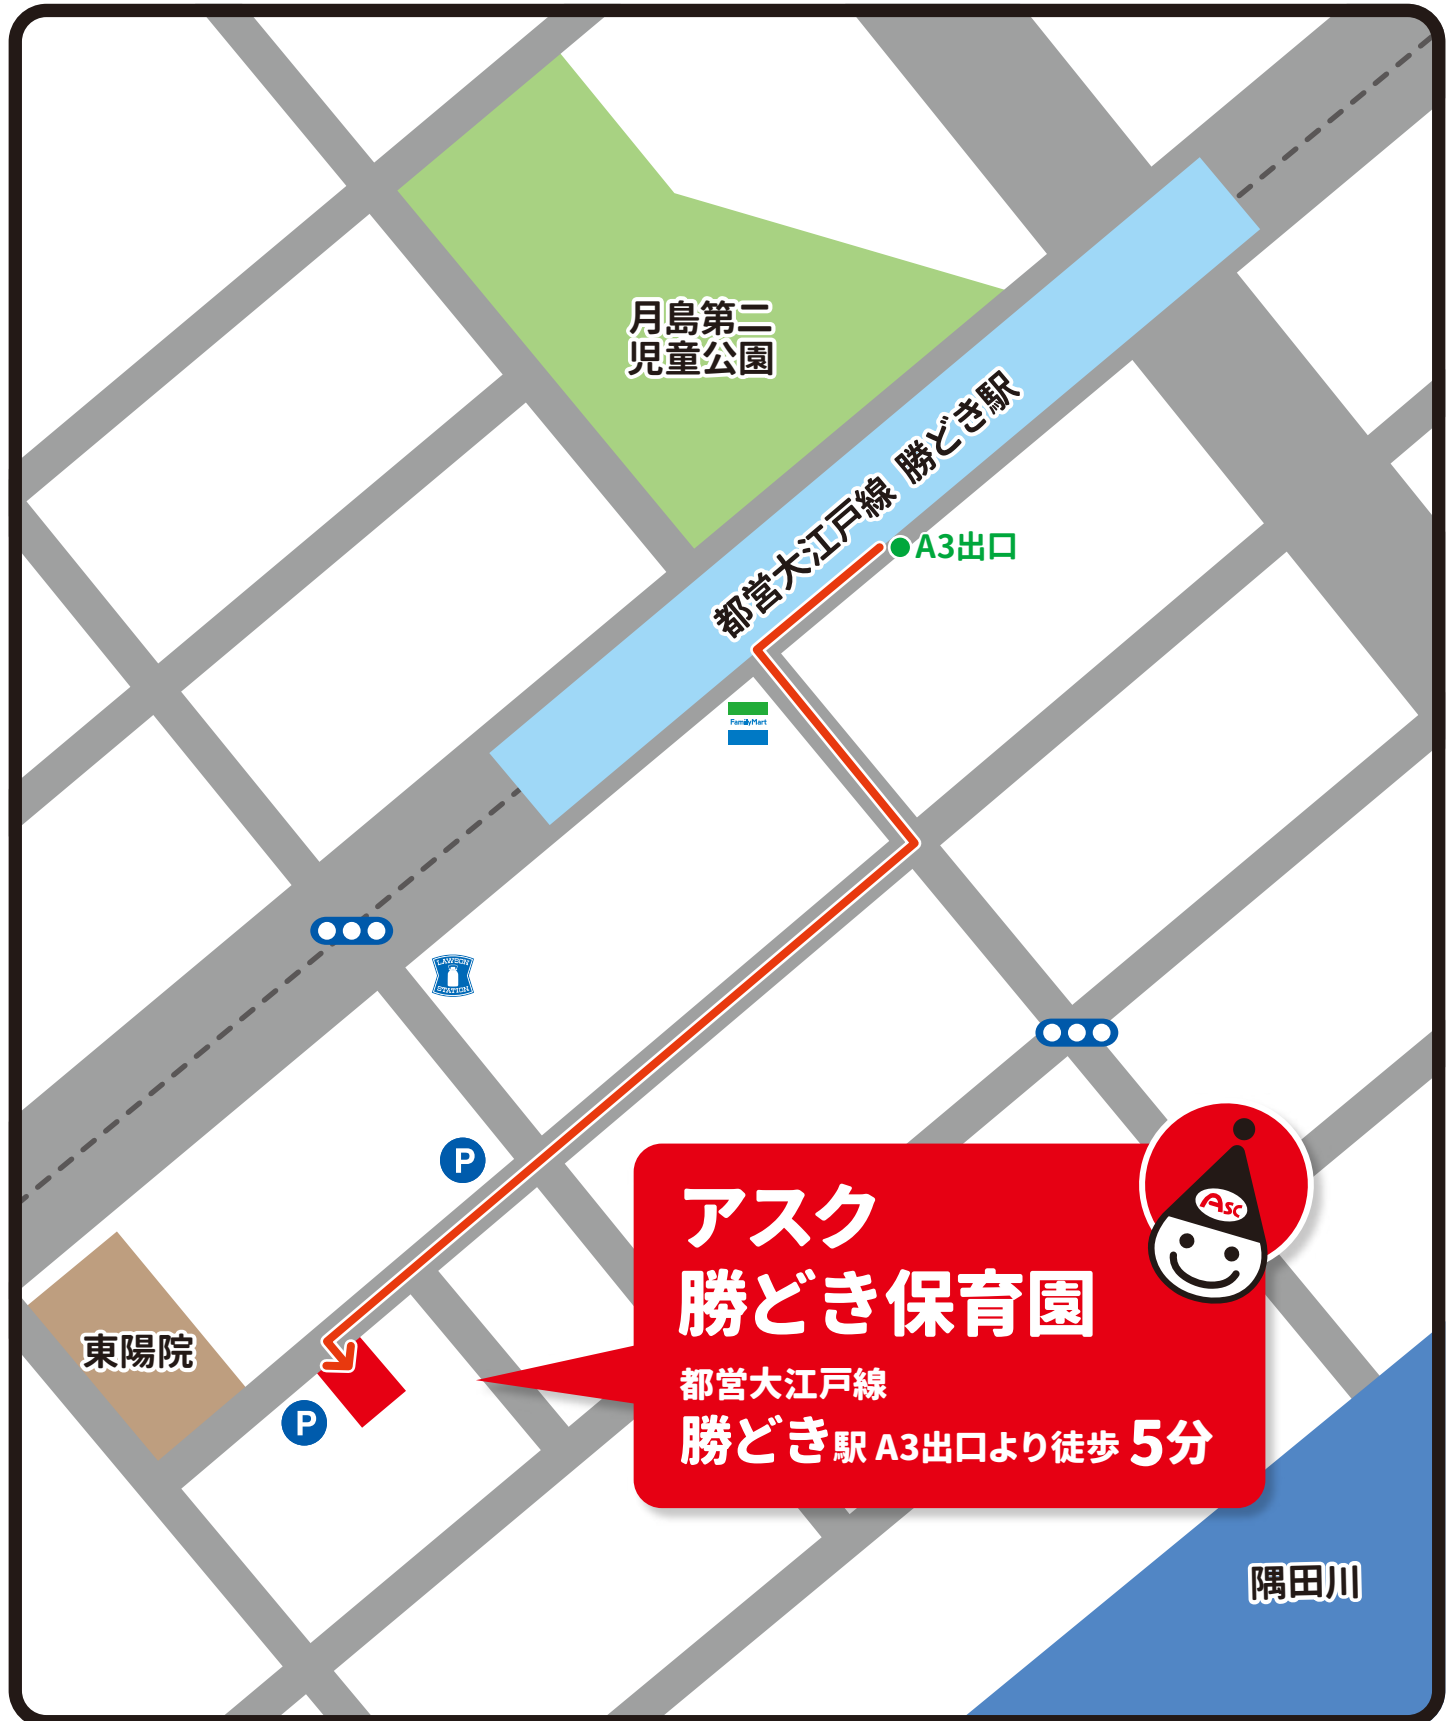 月島第二
児童公園
都営大江戸線 勝どき駅
A3出口
FamilyMart
LAWSON
STATION
P
東陽院
P
アスク
勝どき保育園
都営大江戸線
勝どき駅 A3出口より徒歩 5分
ASC
隅田川